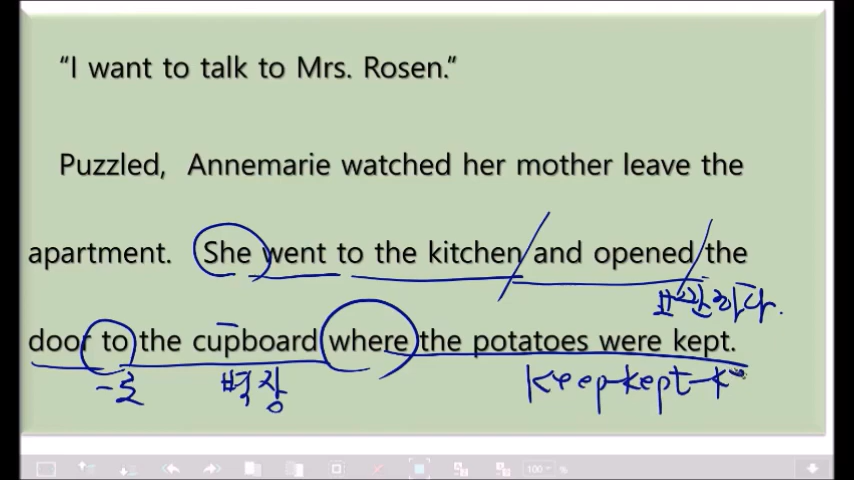 “I want to talk to Mrs. Rosen.”
Puzzled, Annemarie watched her mother leave the
apartment. She went to the kitchen and opened the
보관하다.
door to the cupboard where the potatoes were kept.
-로 벽장 keep-kept-k
100 %